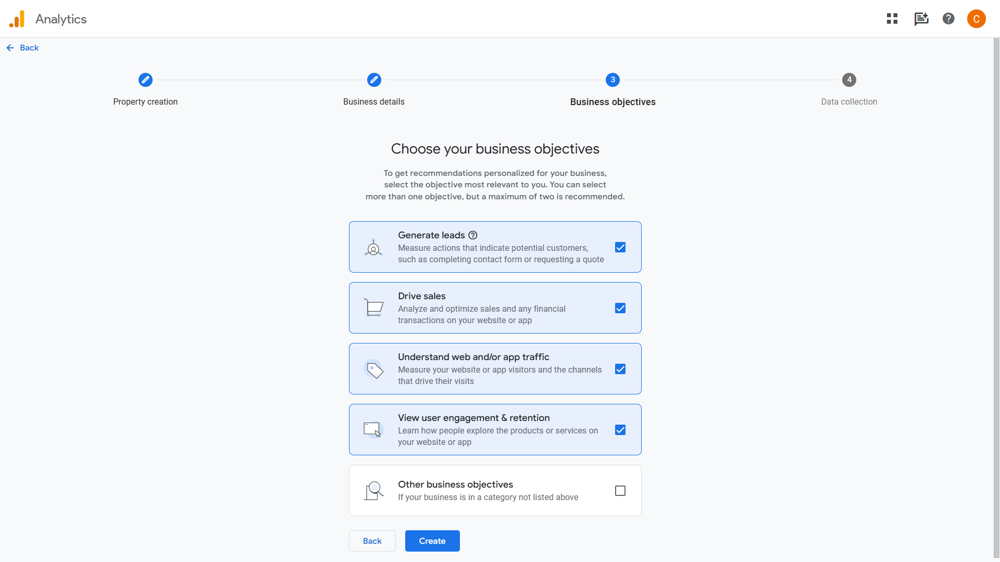 Analytics
C
Back
3
4
Property creation
Business details
Business objectives
Data collection
Choose your business objectives
To get recommendations personalized for your business,
select the objective most relevant to you. You can select
more than one objective, but a maximum of two is recommended.
Generate leads
Measure actions that indicate potential customers,
such as completing contact form or requesting a quote
Drive sales
Analyze and optimize sales and any financial
transactions on your website or app
Understand web and/or app traffic
Measure your website or app visitors and the channels
that drive their visits
View user engagement & retention
Learn how people explore the products or services on
your website or app
Other business objectives
If your business is in a category not listed above
Back
Create